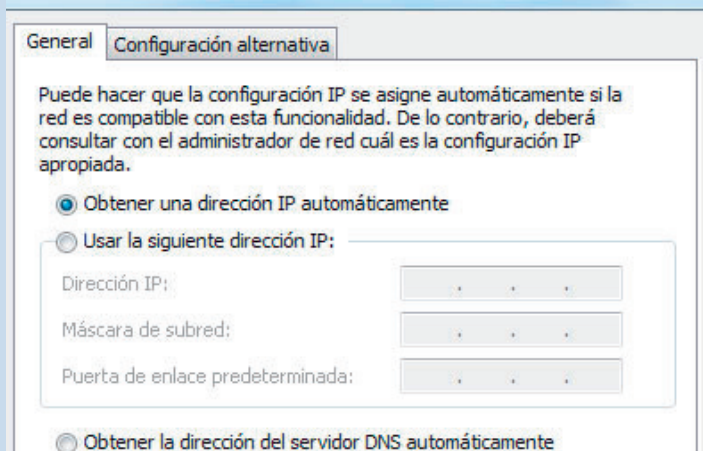 General
Configuración alternativa
Puede hacer que la configuración IP se asigne automáticamente si la
red es compatible con esta funcionalidad. De lo contrario, deberá
consultar con el administrador de red cuál es la configuración IP
apropiada.
Obtener una dirección IP automáticamente
Usar la siguiente dirección IP:
Dirección IP:
Máscara de subred:
Puerta de enlace predeterminada:
Obtener la dirección del servidor DNS automáticamente